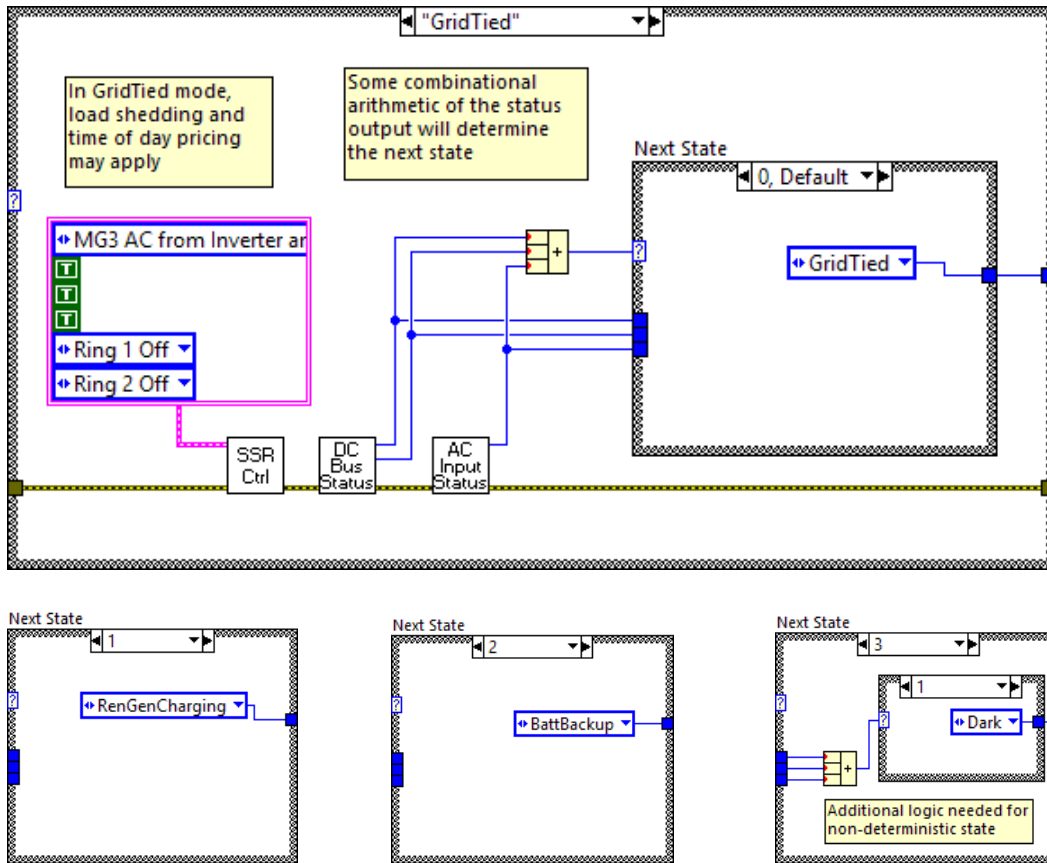 "GridTied"
In GridTied mode,
load shedding and
time of day pricing
may apply
Some combinational
arithmetic of the status
output will determine
the next state
Next State
0, Default
?
?
MG3 AC from Inverter ar
T
T
T
Ring 1 Off
Ring 2 Off
+
GridTied
SSR
Ctrl
DC
Bus
Status
AC
Input
Status
Next State
1
?
RenGenCharging
Next State
2
?
BattBackup
Next State
3
?
1
?
Dark
+
Additional logic needed for
non-deterministic state